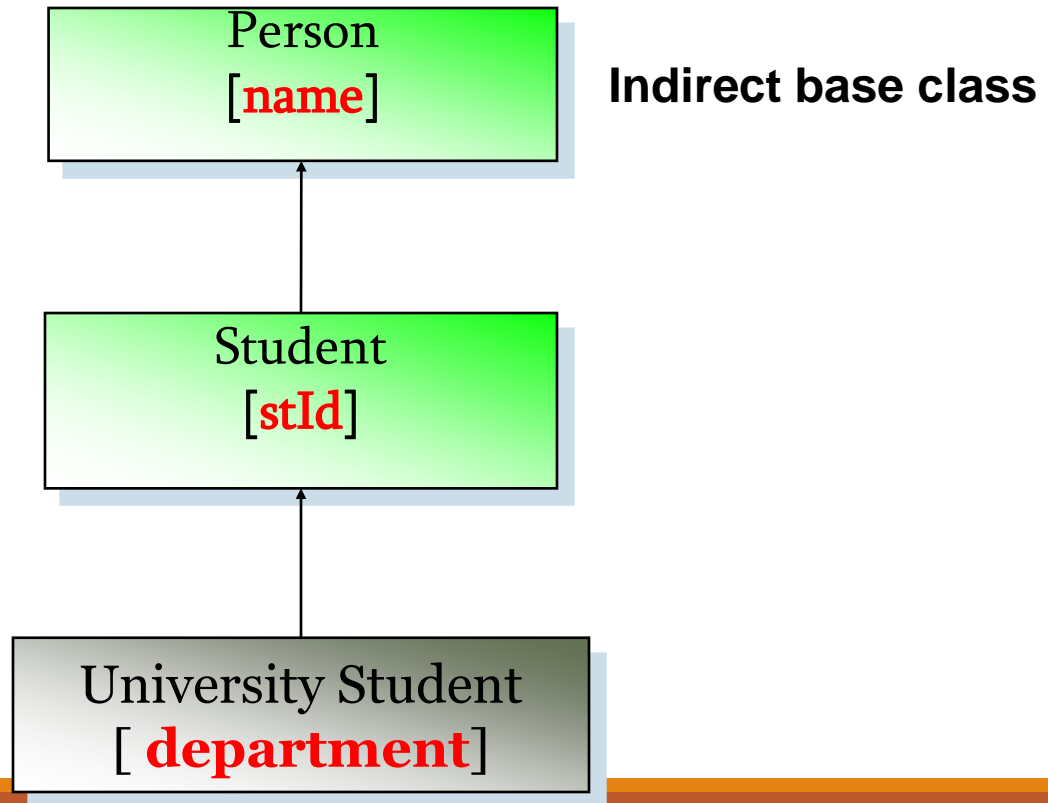 Person
[name]
Indirect base class
Student
[stId]
University Student
[ department]